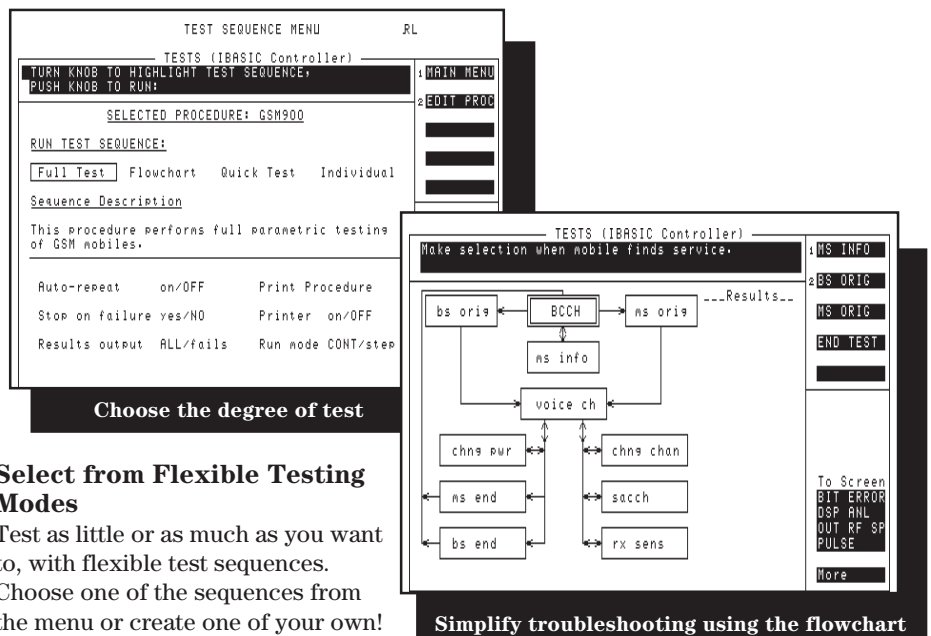 TEST SEQUENCE MENU RL
TESTS (IBASIC Controller)
TURN KNOB TO HIGHLIGHT TEST SEQUENCE,
PUSH KNOB TO RUN:
1 MAIN MENU
2 EDIT PROC
SELECTED PROCEDURE: GSM900
RUN TEST SEQUENCE:
Full Test Flowchart Quick Test Individual
Sequence Description
This procedure performs full parametric testing
of GSM mobiles.
Auto-repeat on/OFF Print Procedure
Stop on failure yes/NO Printer on/OFF
Results output ALL/fails Run mode CONT/step
Choose the degree of test
TESTS (IBASIC Controller)
Make selection when mobile finds service.
1 MS INFO
2 BS ORIG
MS ORIG
END TEST
___Results__
bs orig BCCH ms orig
ms info
voice ch
chng pwr chng chan
ms end sacch
bs end rx sens
To Screen
BIT ERROR
DSP ANL
OUT RF SP
PULSE
More
Simplify troubleshooting using the flowchart
Select from Flexible Testing
Modes
Test as little or as much as you want
to, with flexible test sequences.
Choose one of the sequences from
the menu or create one of your own!